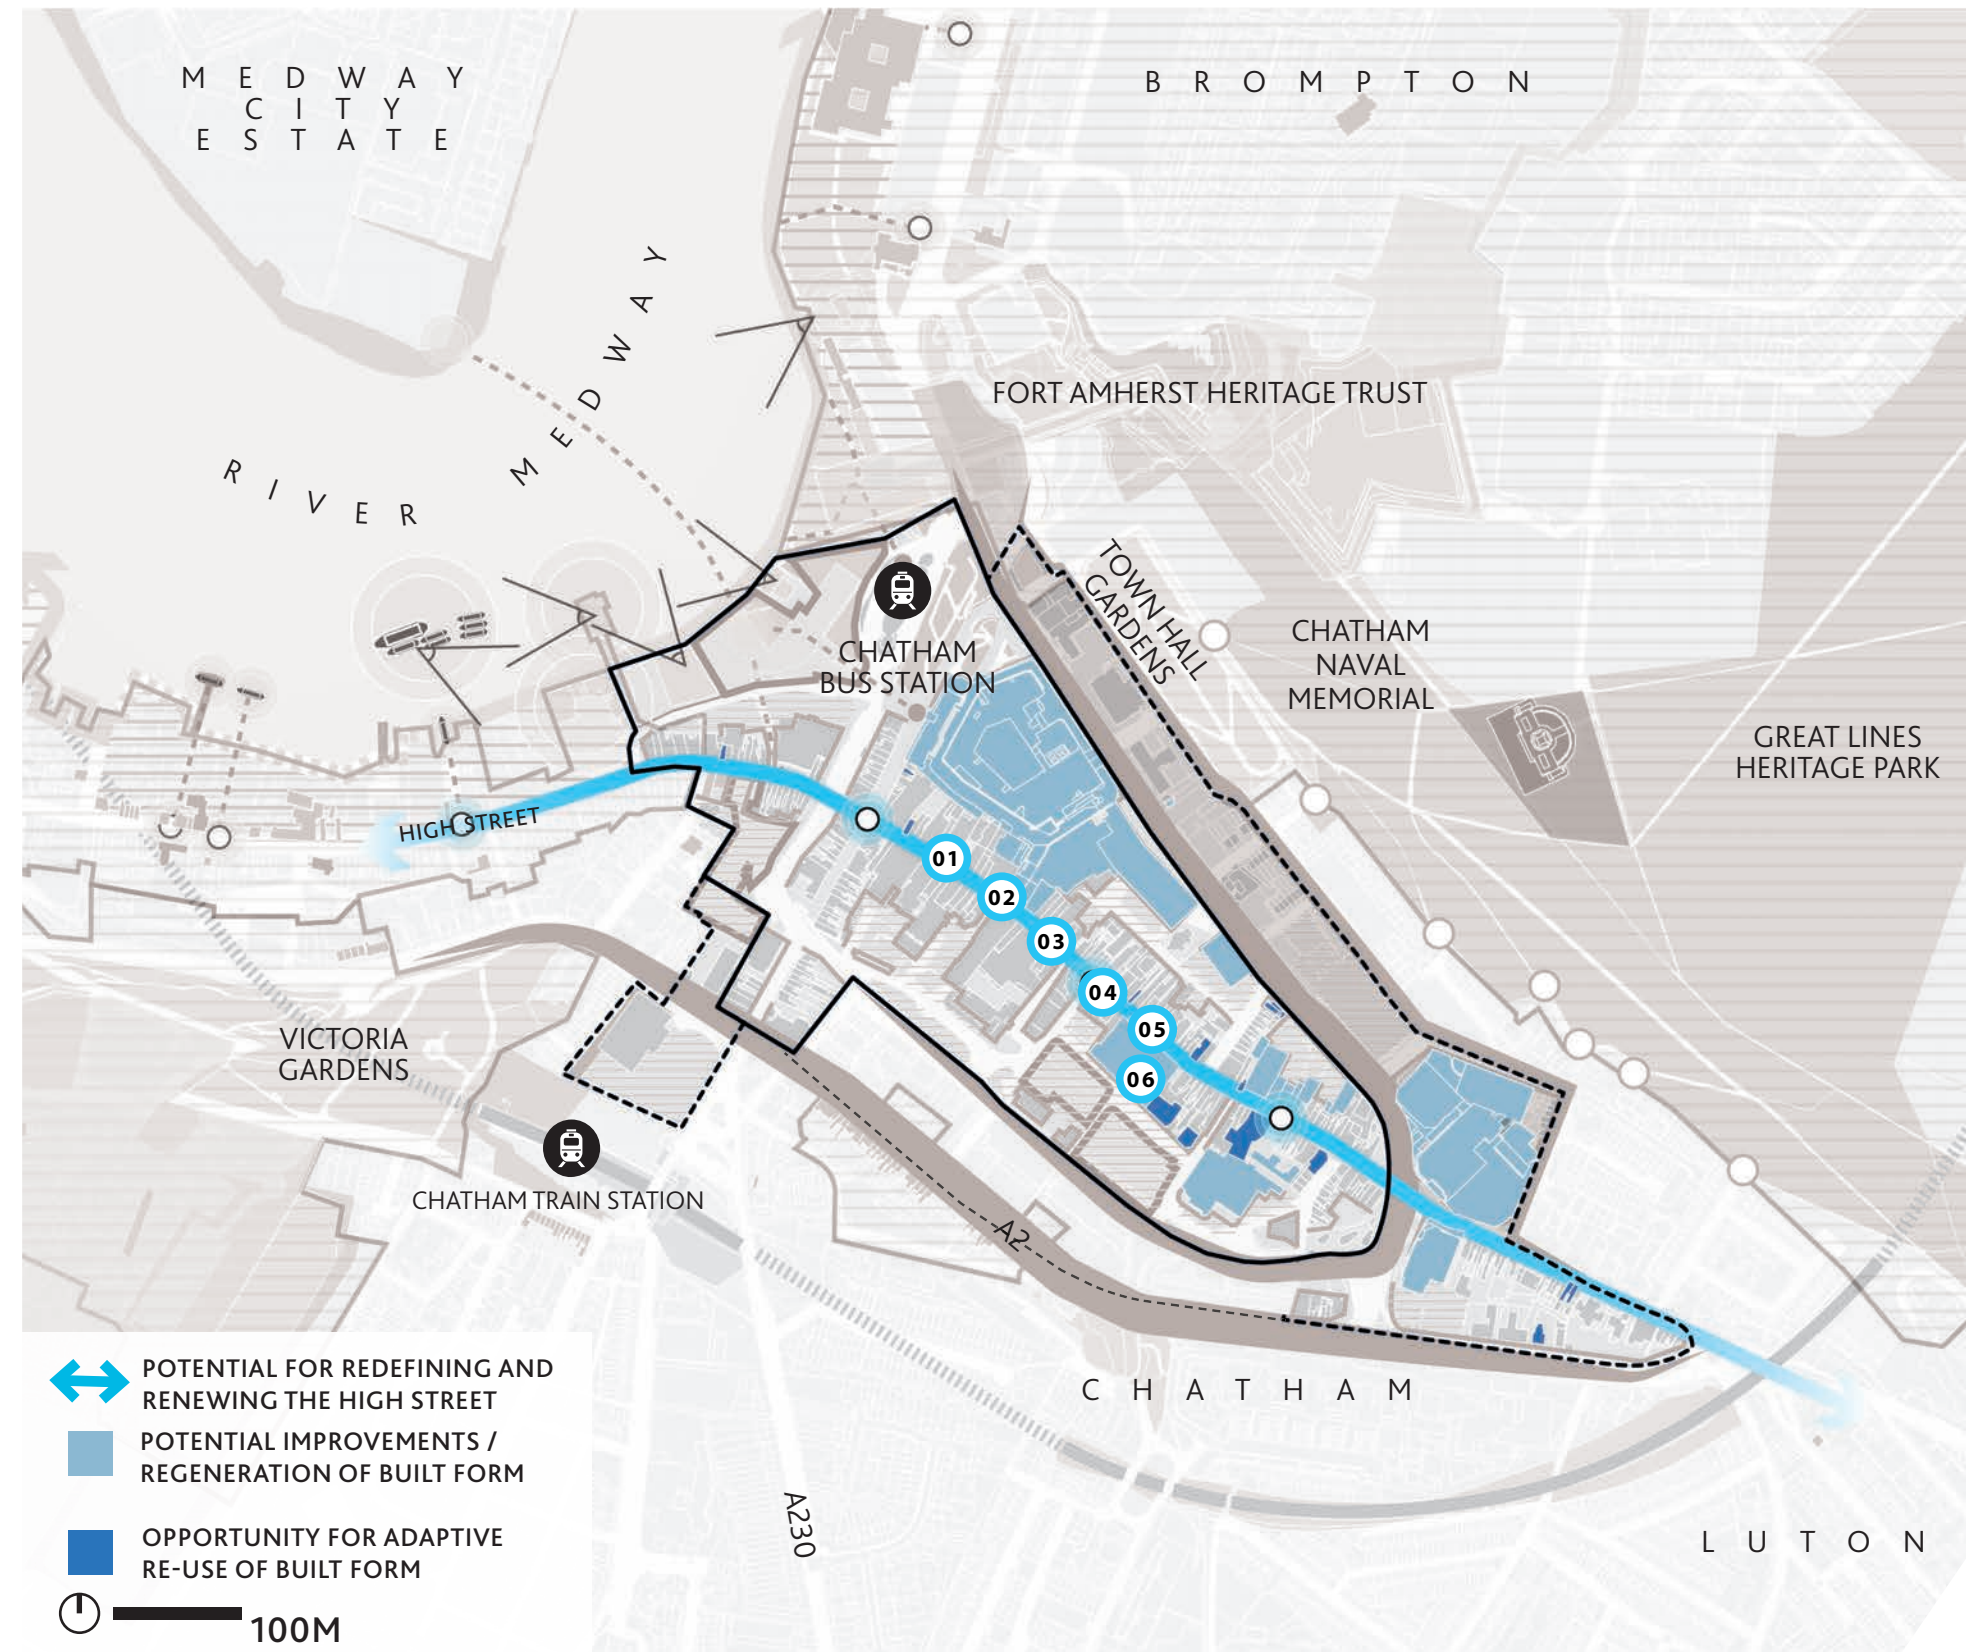 MEDWAY
CITY
ESTATE
BROMPTON
RIVER MEDWAY
FORT AMHERST HERITAGE TRUST
TOWN HALL
GARDENS
CHATHAM
NAVAL
MEMORIAL
CHATHAM
BUS STATION
GREAT LINES
HERITAGE PARK
HIGH STREET
01
02
03
04
05
06
VICTORIA
GARDENS
CHATHAM TRAIN STATION
A2
CHATHAM
A230
LUTON
POTENTIAL FOR REDEFINING AND
RENEWING THE HIGH STREET
POTENTIAL IMPROVEMENTS /
REGENERATION OF BUILT FORM
OPPORTUNITY FOR ADAPTIVE
RE-USE OF BUILT FORM
100M